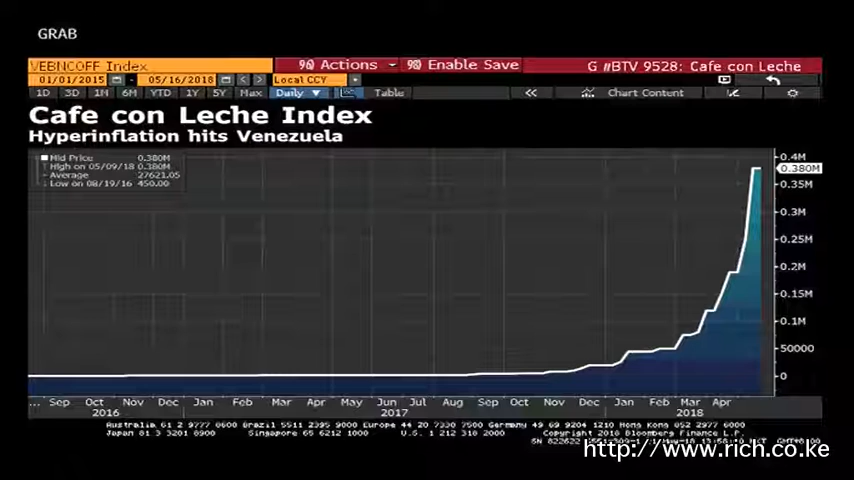 GRAB
VEBNCOFF Index 98) Actions 99) Enable Save G #BTV 9528: Cafe con Leche
01/01/2015 - 05/16/2018 Local CCY
1D 3D 1M 6M YTD 1Y 5Y Max Daily ▼ Table « Chart Content
Cafe con Leche Index
Hyperinflation hits Venezuela
Mid Price 0.380M
High on 05/09/18 0.380M
Average 27621.05
Low on 08/19/16 450.00
0.4M
0.380M
0.35M
0.3M
0.25M
0.2M
0.15M
0.1M
50000
0
... Sep Oct Nov Dec Jan Feb Mar Apr May Jun Jul Aug Sep Oct Nov Dec Jan Feb Mar Apr
2016 2017 2018
Australia 61 2 9777 8600 Brazil 5511 2395 9000 Europe 44 20 7330 7500 Germany 49 69 9204 1210 Hong Kong 852 2977 6000
Japan 81 3 3201 8900 Singapore 65 6212 1000 U.S. 1 212 318 2000 Copyright 2018 Bloomberg Finance L.P.
SN 822622
http://www.rich.co.ke